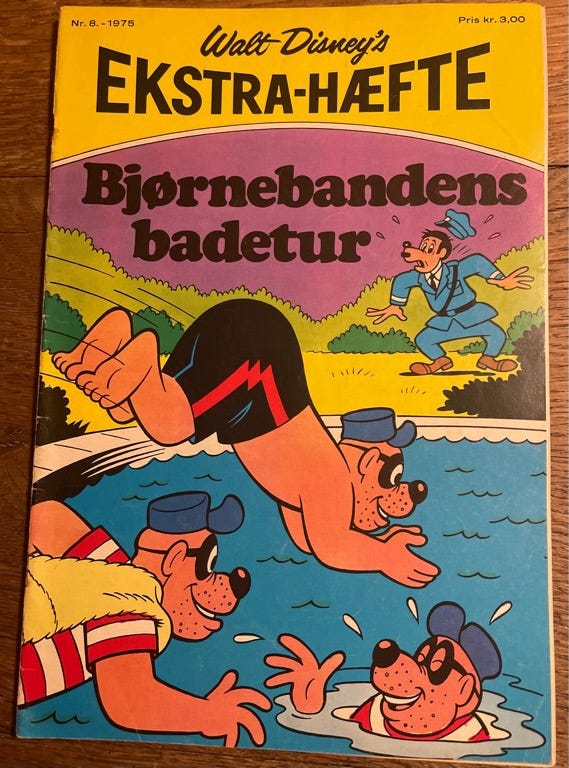 Nr. 8. - 1975
Pris kr. 3,00
Walt Disney's
EKSTRA-HÆFTE
Bjørnebandens
badetur